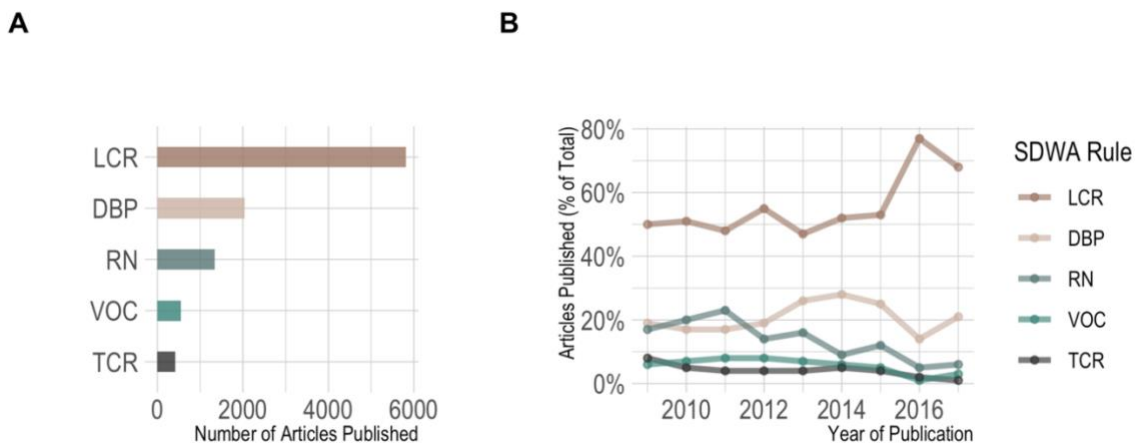 A
LCR
DBP
RN
VOC
TCR
0 2000 4000 6000
Number of Articles Published
B
Articles Published (% of Total)
80%
60%
40%
20%
0%
2010 2012 2014 2016
Year of Publication
SDWA Rule
LCR
DBP
RN
VOC
TCR